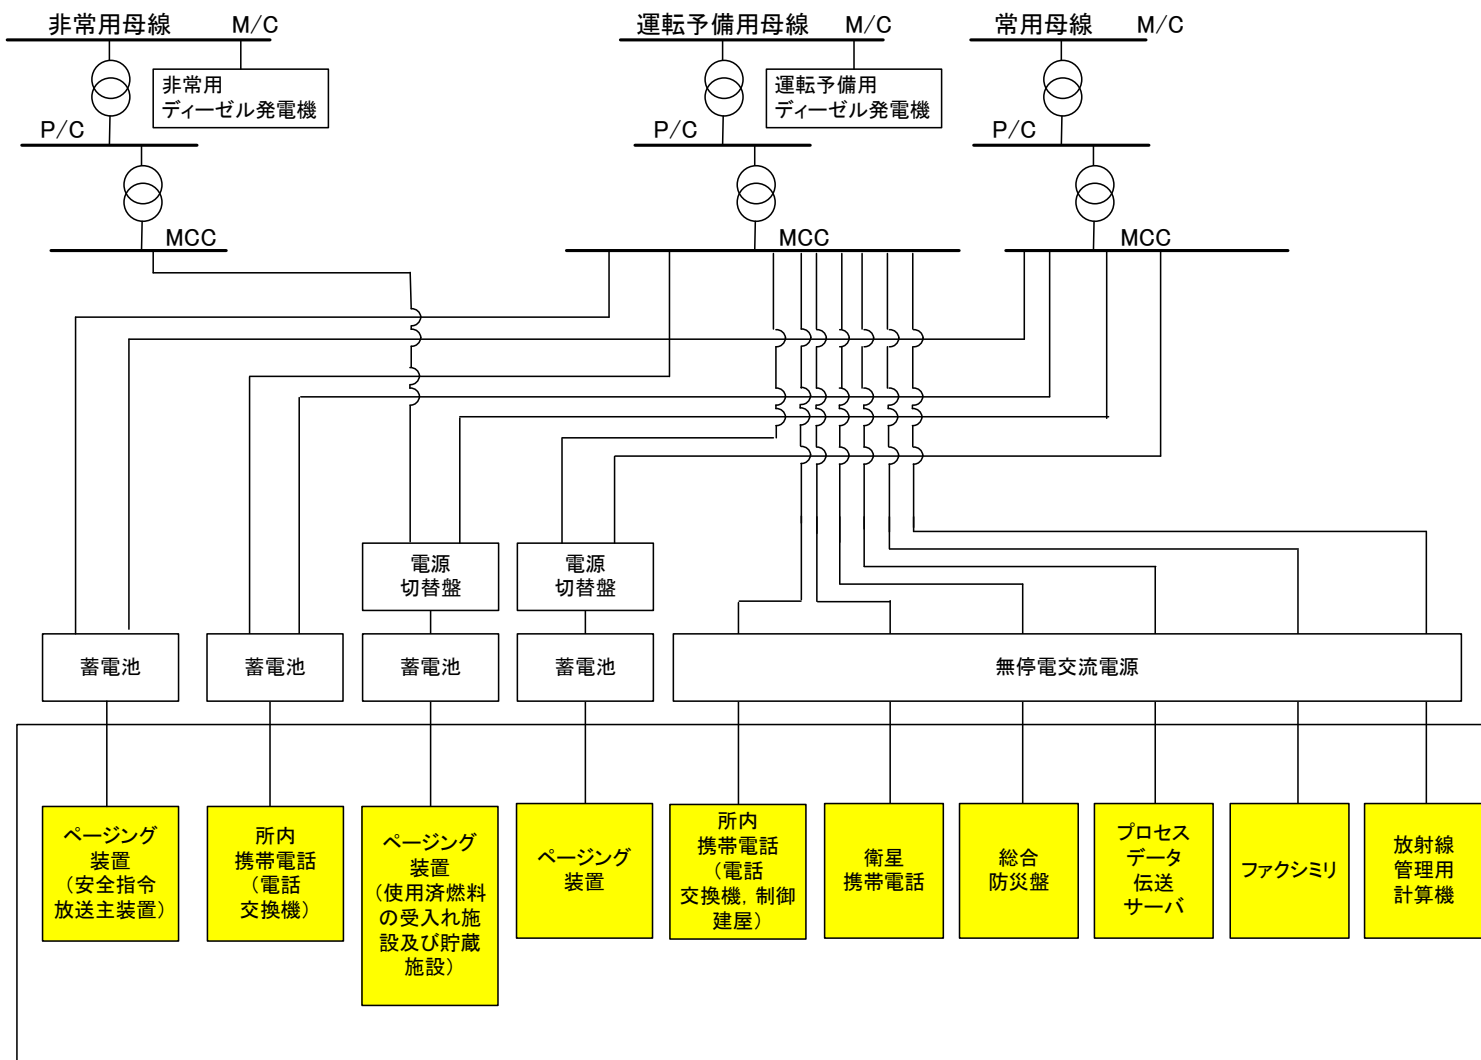 非常用母線 M/C
運転予備用母線 M/C
常用母線 M/C
非常用
ディーゼル発電機
運転予備用
ディーゼル発電機
P/C
P/C
P/C
MCC
MCC
MCC
電源
切替盤
電源
切替盤
蓄電池
蓄電池
蓄電池
蓄電池
無停電交流電源
ページング
装置
（安全指令
放送主装置）
所内
携帯電話
（電話
交換機）
ページング
装置
（使用済燃料
の受入れ施
設及び貯蔵
施設）
ページング
装置
所内
携帯電話
（電話
交換機，制御
建屋）
衛星
携帯電話
総合
防災盤
プロセス
データ
伝送
サーバ
ファクシミリ
放射線
管理用
計算機